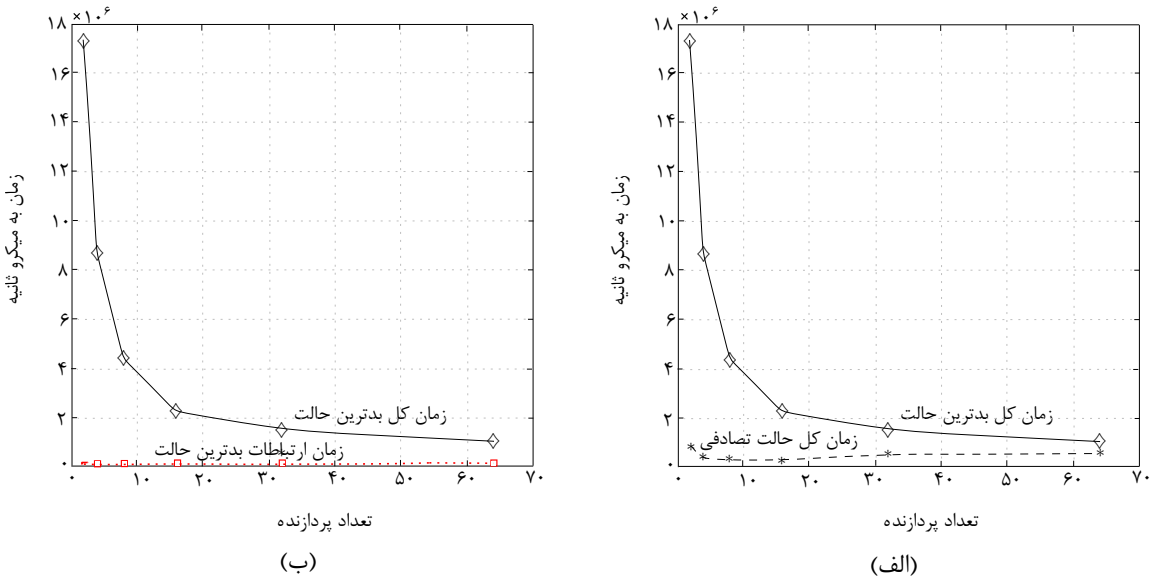 ۱۸ ×۱۰⁶
۱۶
۱۴
۱۲
۱۰
۸
۶
۴
۲
۰
زمان به میکرو ثانیه
زمان کل بدترین حالت
زمان ارتباطات بدترین حالت
۰ ۱۰ ۲۰ ۳۰ ۴۰ ۵۰ ۶۰ ۷۰
تعداد پردازنده
(ب)
۱۸ ×۱۰⁶
۱۶
۱۴
۱۲
۱۰
۸
۶
۴
۲
۰
زمان به میکرو ثانیه
زمان کل بدترین حالت
زمان کل حالت تصادفی
۰ ۱۰ ۲۰ ۳۰ ۴۰ ۵۰ ۶۰ ۷۰
تعداد پردازنده
(الف)